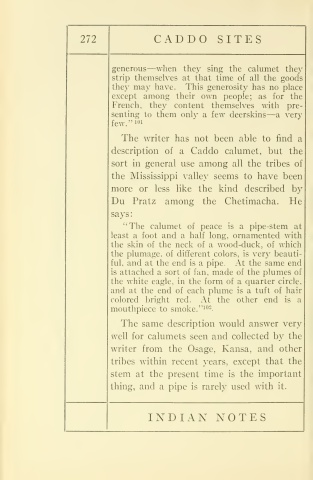 272
CADDO SITES
generous—when they sing the calumet they
strip themselves at that time of all the goods
they may have. This generosity has no place
except among their own people; as for the
French, they content themselves with pre-
senting to them only a few deerskins—a very
few." 101
The writer has not been able to find a
description of a Caddo calumet, but the
sort in general use among all the tribes of
the Mississippi valley seems to have been
more or less like the kind described by
Du Pratz among the Chetimacha. He
says:
"The calumet of peace is a pipe-stem at
least a foot and a half long, ornamented with
the skin of the neck of a wood-duck, of which
the plumage, of different colors, is very beauti-
ful, and at the end is a pipe. At the same end
is attached a sort of fan, made of the plumes of
the white eagle, in the form of a quarter circle,
and at the end of each plume is a tuft of hair
colored bright red. At the other end is a
mouthpiece to smoke."102
The same description would answer very
well for calumets seen and collected by the
writer from the Osage, Kansa, and other
tribes within recent years, except that the
stem at the present time is the important
thing, and a pipe is rarely used with it.
INDIAN NOTES